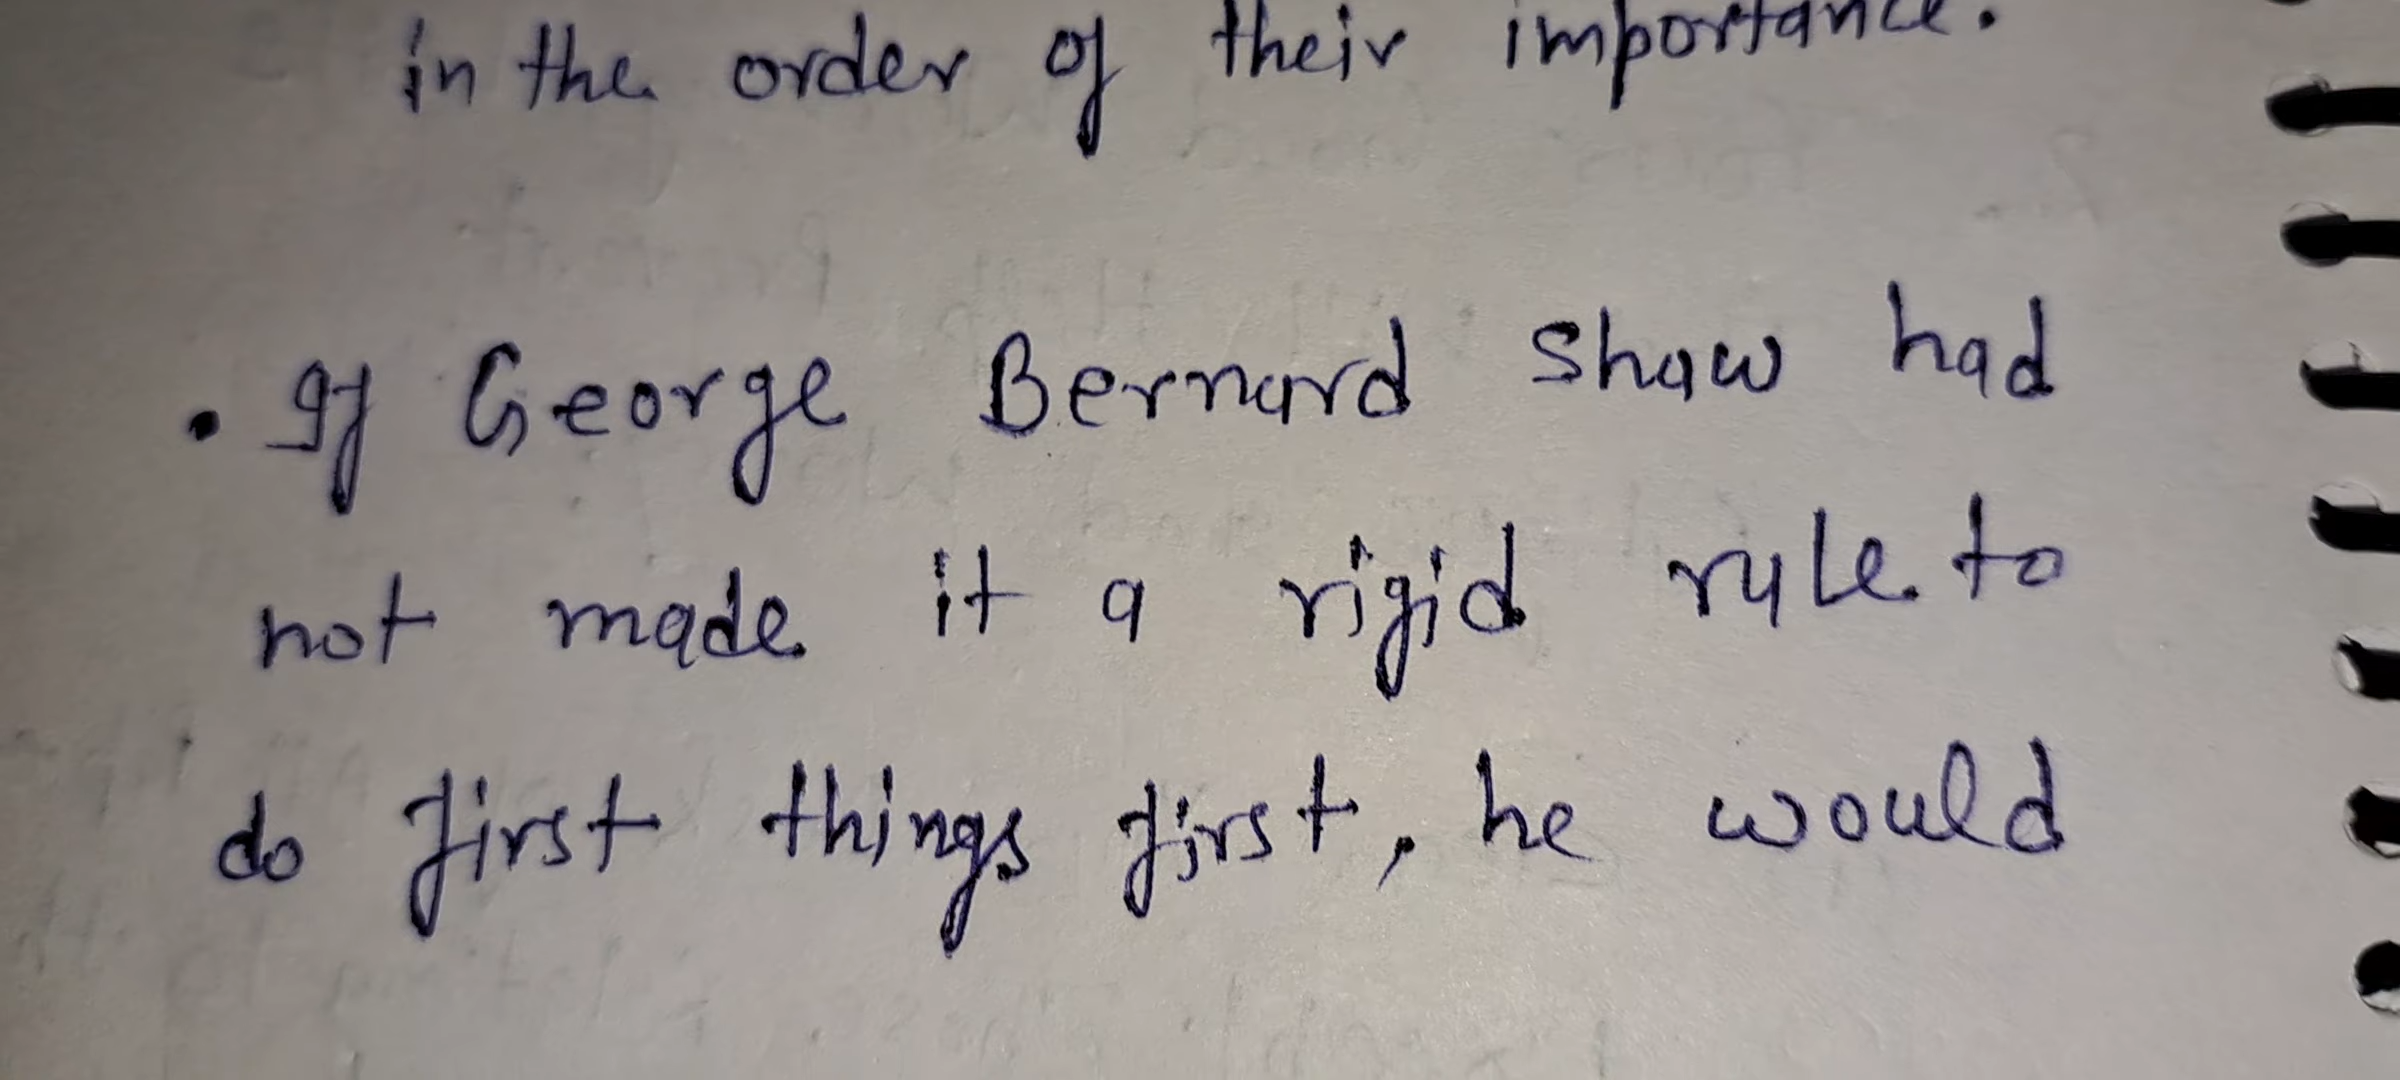 in the order of their importance.
• If George Bernard Shaw had
not made it a rigid rule to
do first things first, he would